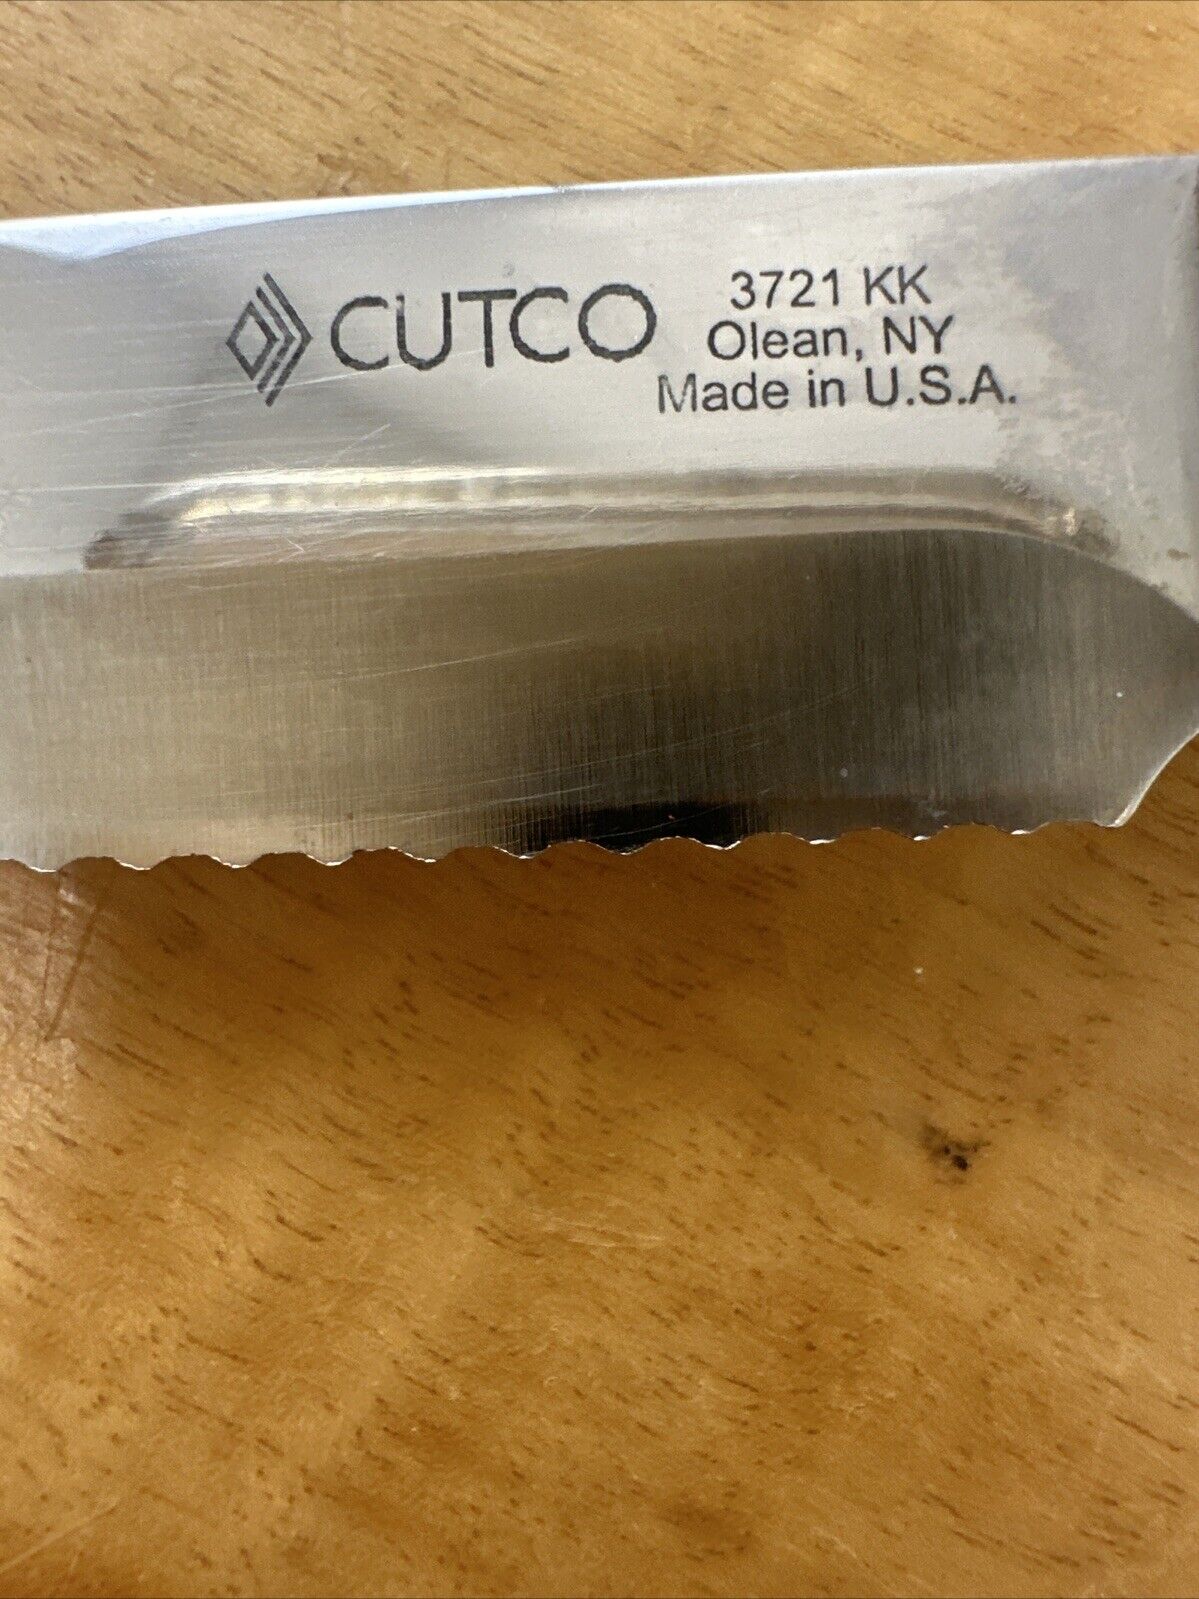 CUTCO
3721 KK
Olean, NY
Made in U.S.A.